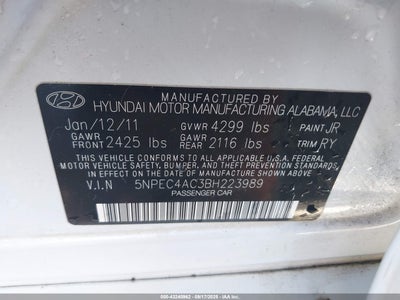 MANUFACTURED BY
HYUNDAI MOTOR MANUFACTURING ALABAMA, LLC
Jan/12/11 GVWR 4299 lbs PAINT JR
GAWR FRONT 2425 lbs GAWR REAR 2116 lbs TRIM RY
THIS VEHICLE CONFORMS TO ALL APPLICABLE U.S.A. FEDERAL
MOTOR VEHICLE SAFETY, BUMPER, AND THEFT
PREVENTION STANDARDS IN EFFECT ON THE DATE OF
MANUFACTURE SHOWN ABOVE.
V.I.N 5NPEC4AC3BH223989
PASSENGER CAR